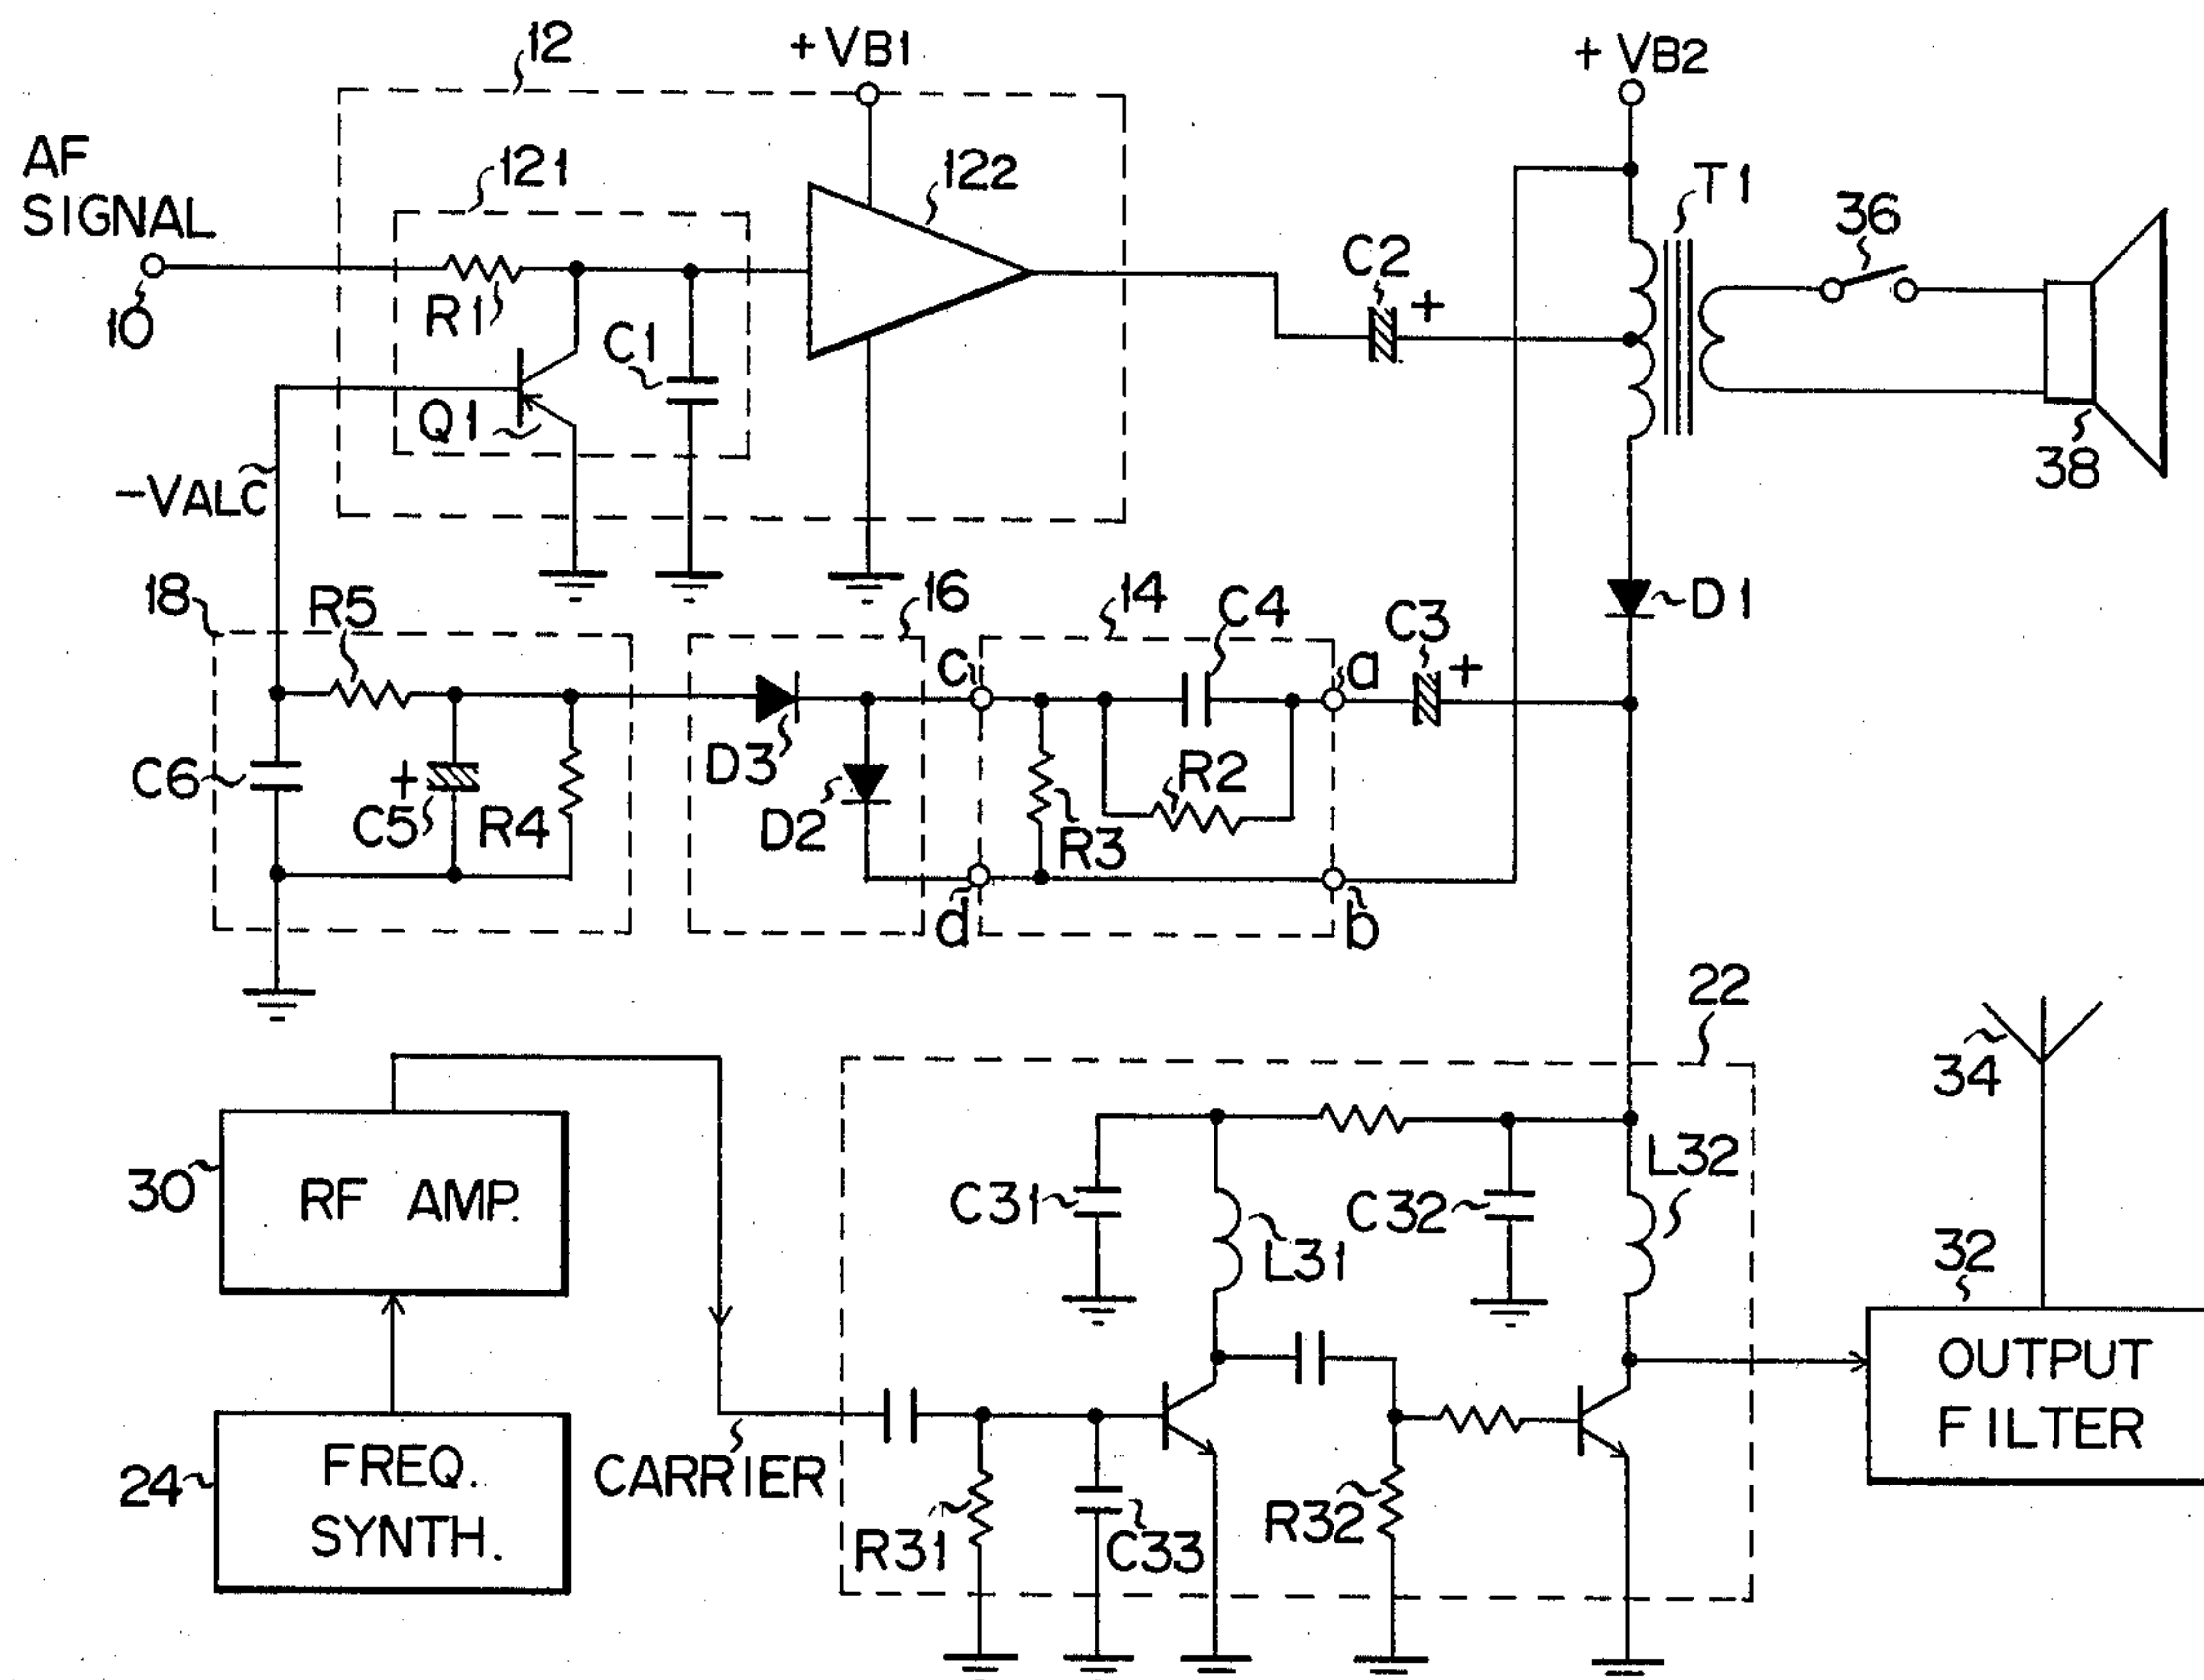 12
+VB1
+VB2
AF
SIGNAL
121
122
T1
36
10
R1
C1
C2
+
Q1
38
-VALC
18
R5
16
14
C4
C3
+
D1
c
a
C6
+
C5
R4
D3
D2
R2
R3
d
b
22
34
30
RF AMP.
C31
L31
C32
L32
32
OUTPUT
FILTER
24
FREQ.
SYNTH.
CARRIER
R31
C33
R32